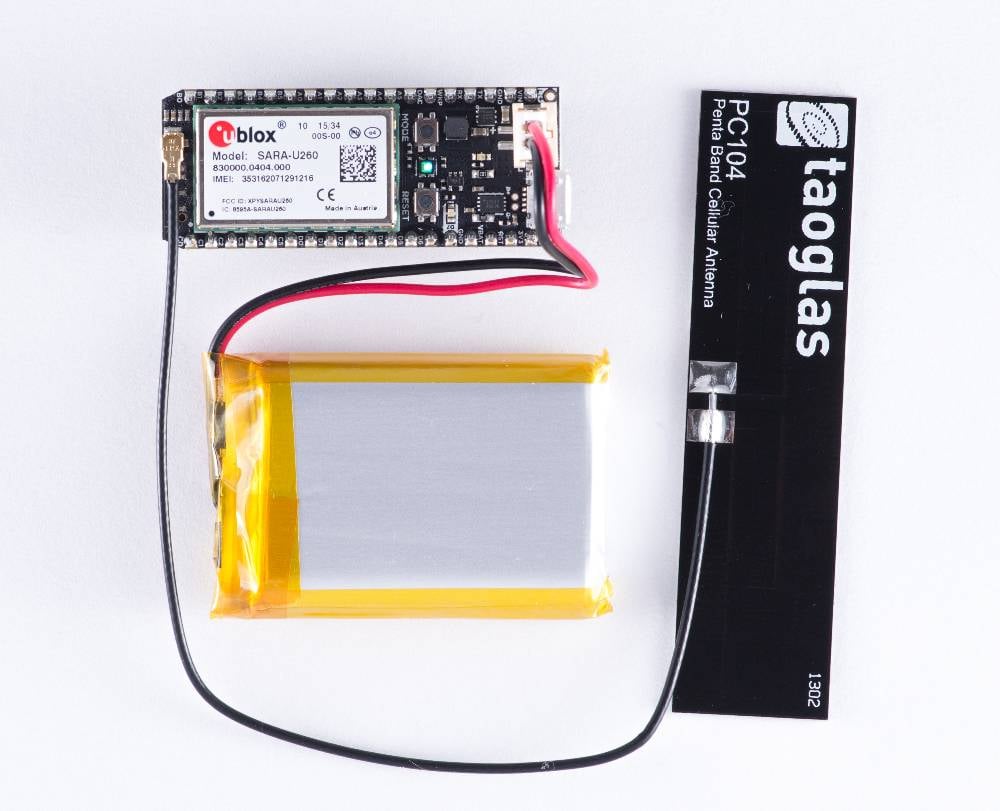 ublox®
10 15/34
00S-00
Model: SARA-U260
830000.0404.000
IMEI: 353162071291216
FCC ID: XPYSARAU260
IC: 8595A-SARAU260
CE
Made in Austria
MODE
RESET
taoglas
PC104
Penta Band Cellular Antenna
1302